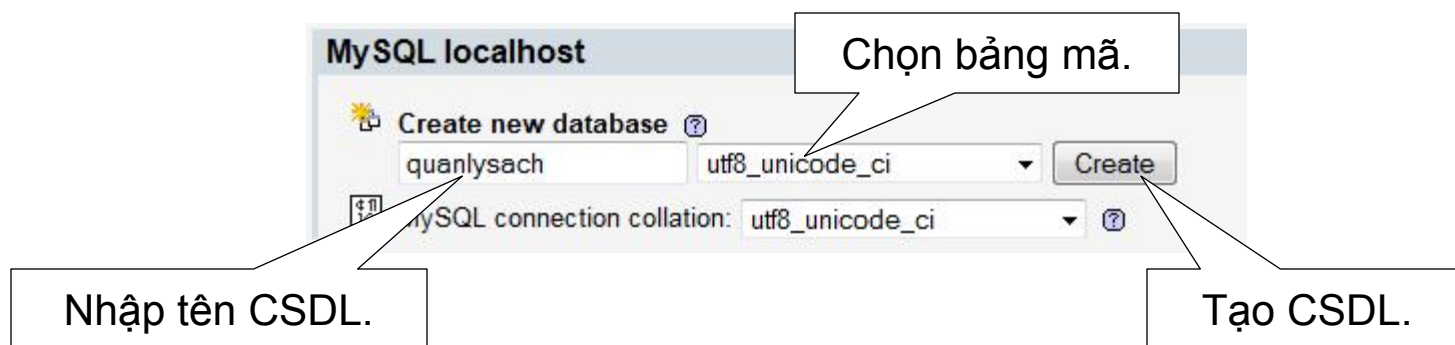 MySQL localhost
Chọn bảng mã.
Create new database
quanlysach
utf8_unicode_ci
Create
MySQL connection collation:
utf8_unicode_ci
Nhập tên CSDL.
Tạo CSDL.